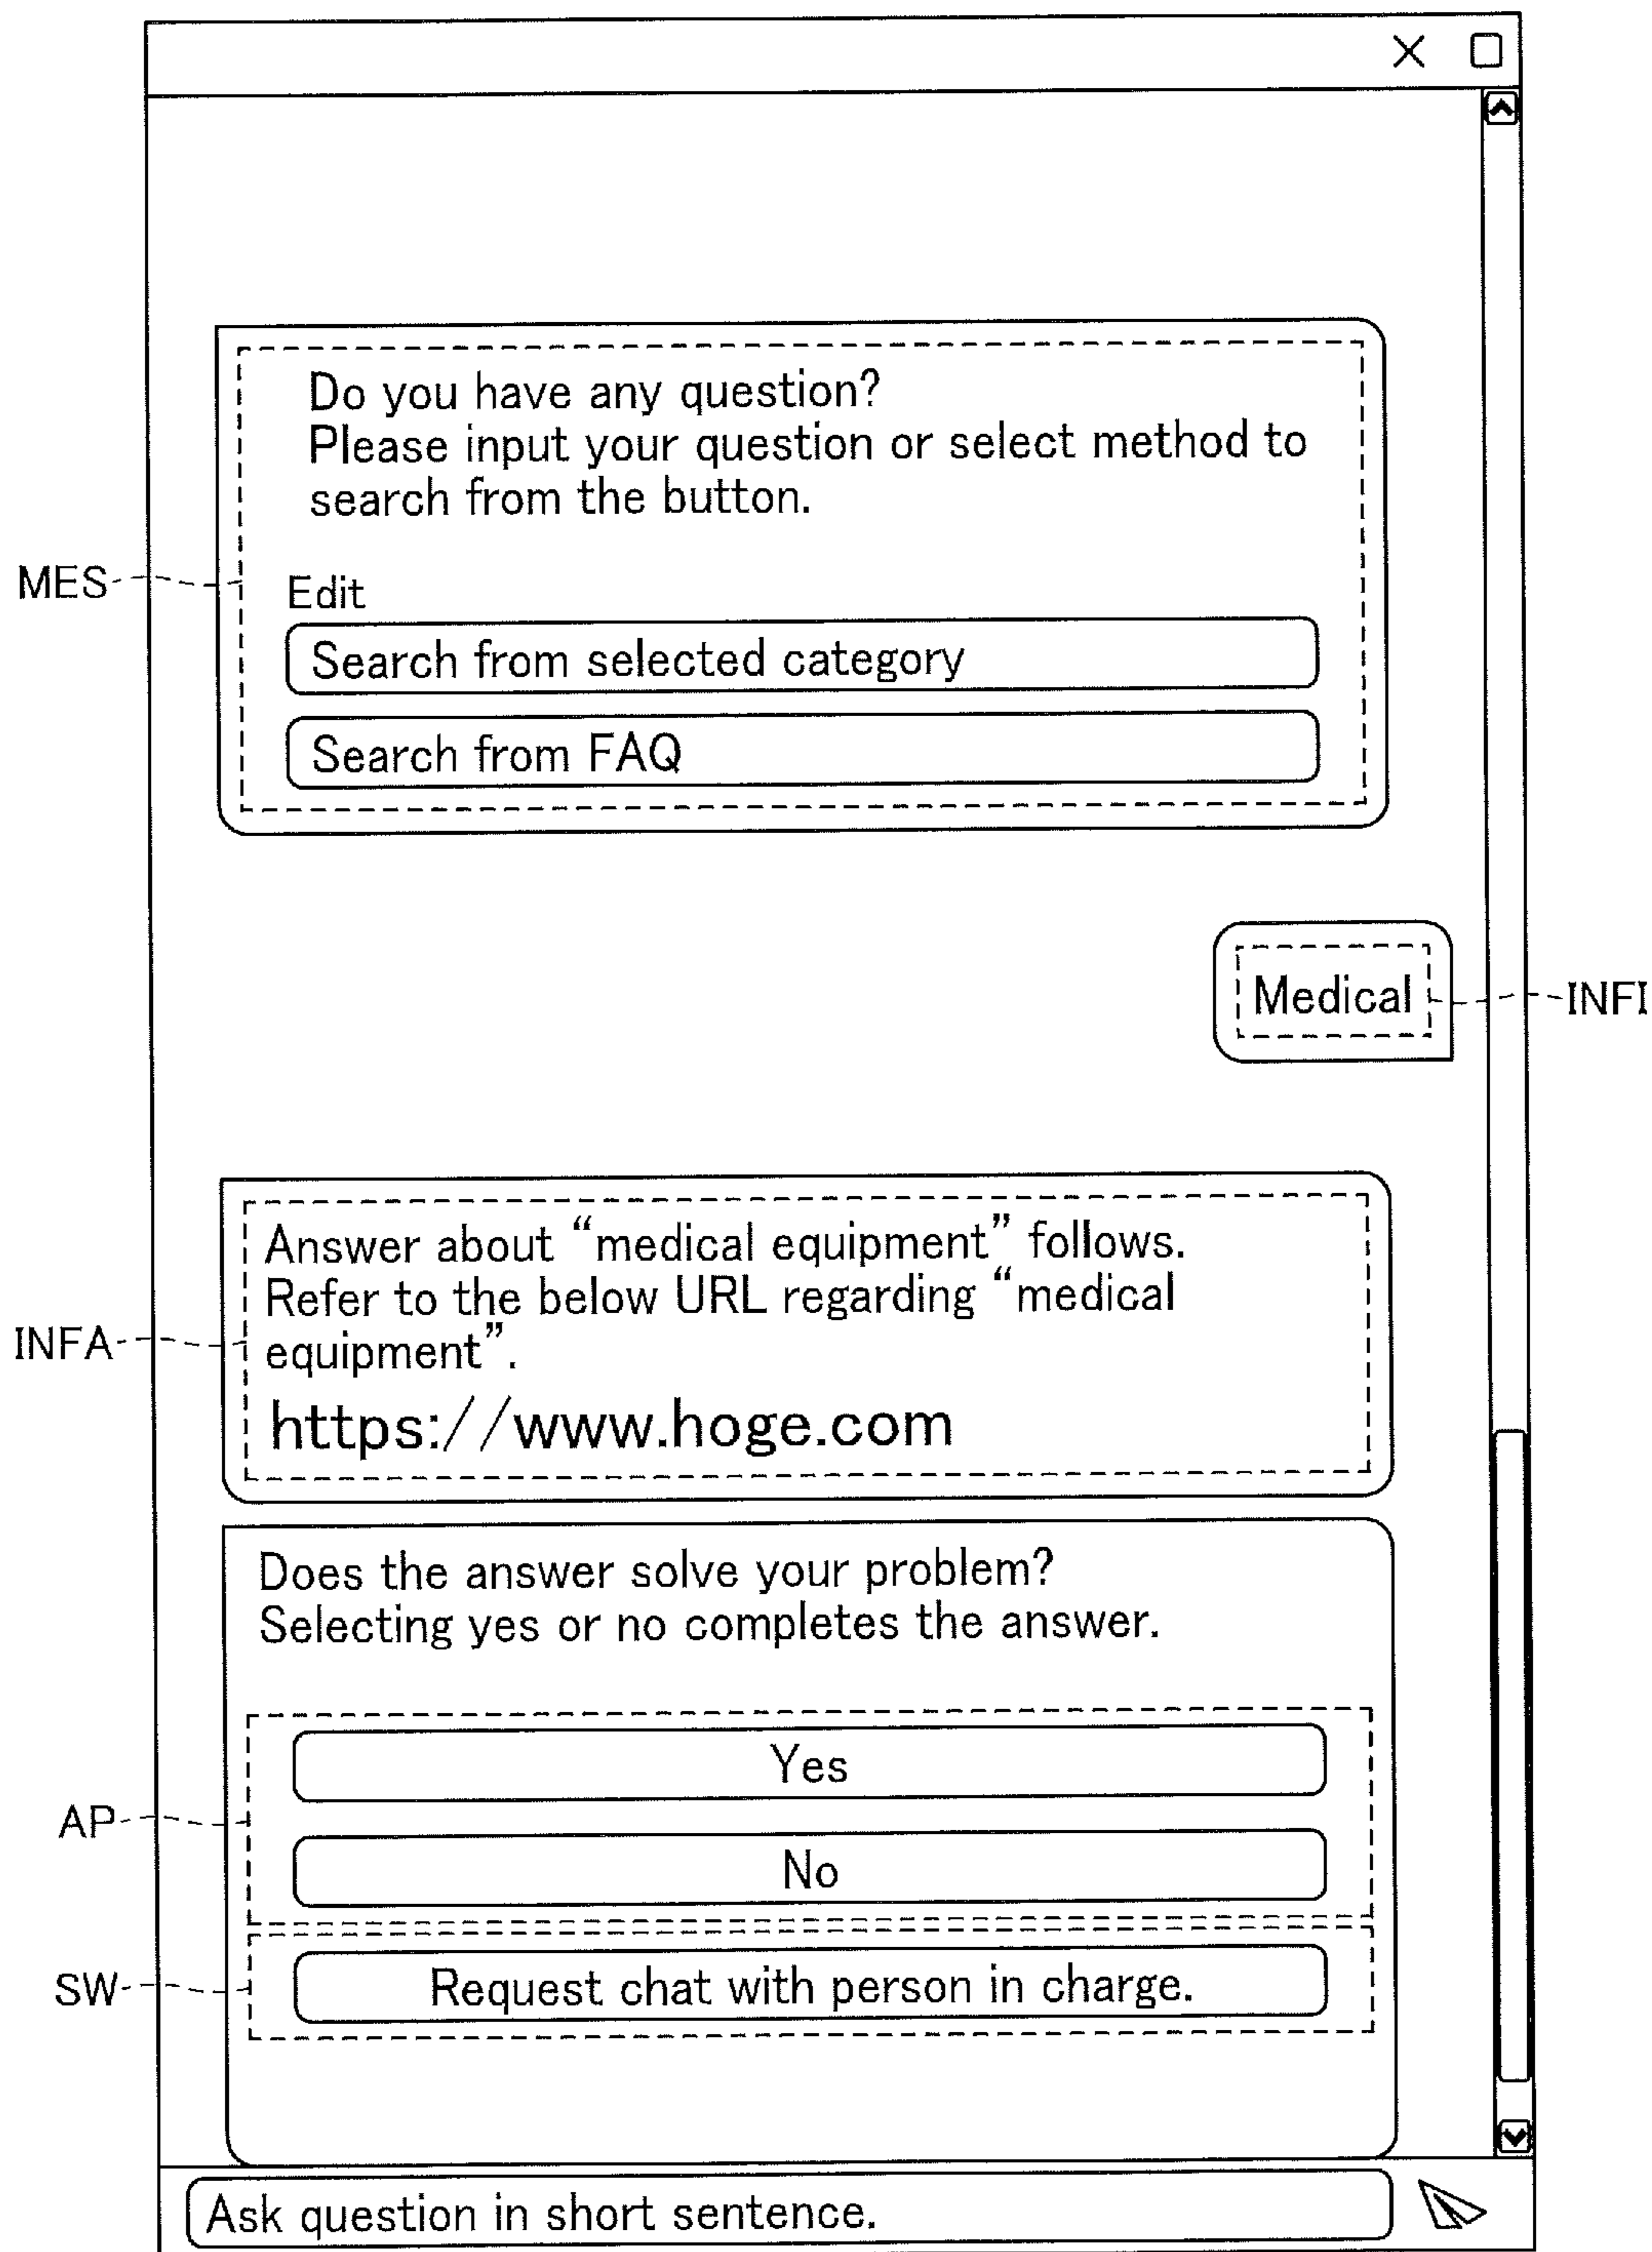 Do you have any question?
Please input your question or select method to
search from the button.
MES
Edit
Search from selected category
Search from FAQ
Medical
INFI
Answer about “medical equipment” follows.
Refer to the below URL regarding “medical
equipment”.
INFA
https://www.hoge.com
Does the answer solve your problem?
Selecting yes or no completes the answer.
Yes
AP
No
SW
Request chat with person in charge.
Ask question in short sentence.